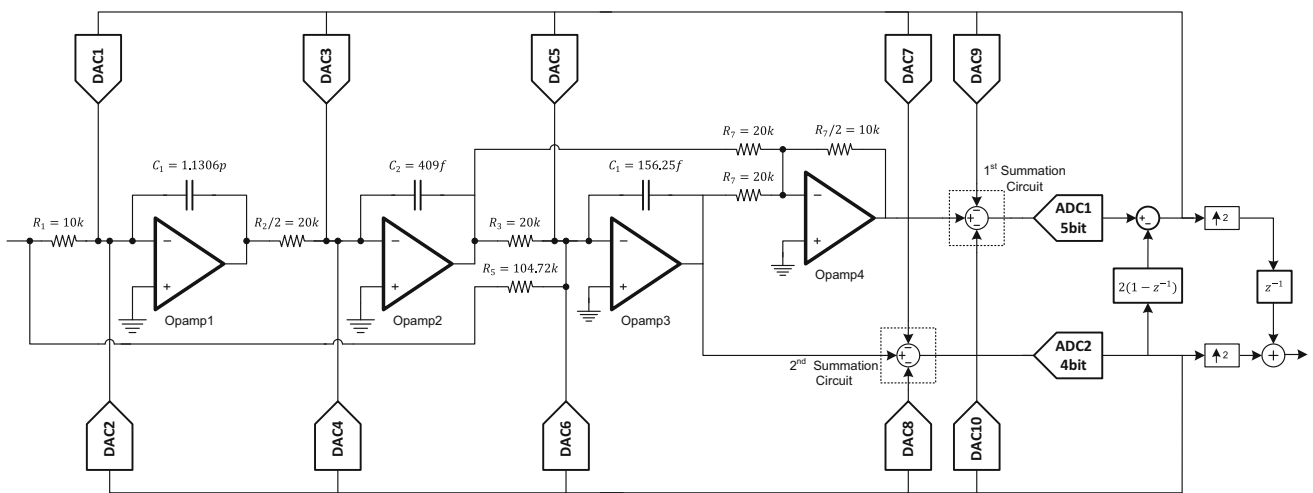 DAC1
DAC3
DAC5
DAC7
DAC9
R₇ = 20k
R₇/2 = 10k
C₁ = 1.1306p
C₂ = 409f
C₁ = 156.25f
R₇ = 20k
1st Summation
Circuit
R₁ = 10k
R₂/2 = 20k
R₃ = 20k
ADC1
5bit
↑2
R₅ = 104.72k
Opamp4
2(1 − z⁻¹)
z⁻¹
Opamp1
Opamp2
Opamp3
2nd Summation
Circuit
ADC2
4bit
↑2
DAC2
DAC4
DAC6
DAC8
DAC10